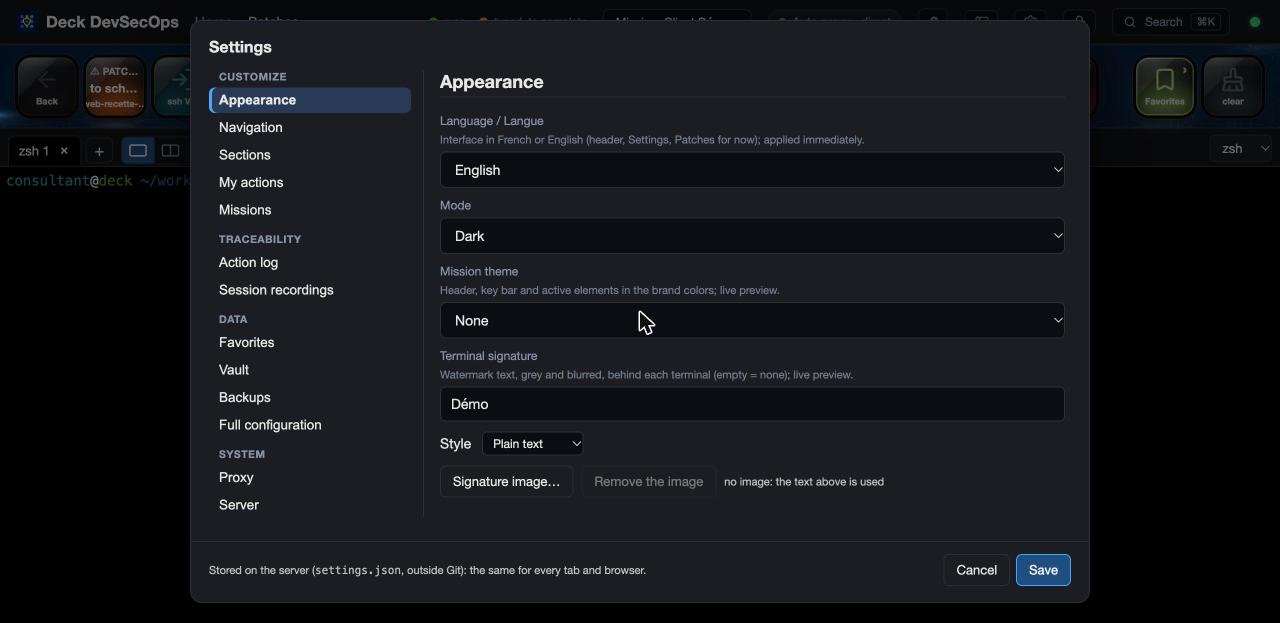 Deck DevSecOps
Search ⌘K
Settings
CUSTOMIZE
Appearance
Navigation
Sections
My actions
Missions
TRACEABILITY
Action log
Session recordings
DATA
Favorites
Vault
Backups
Full configuration
SYSTEM
Proxy
Server
Appearance
Language / Langue
Interface in French or English (header, Settings, Patches for now); applied immediately.
English
Mode
Dark
Mission theme
Header, key bar and active elements in the brand colors; live preview.
None
Terminal signature
Watermark text, grey and blurred, behind each terminal (empty = none); live preview.
Démo
Style Plain text
Signature image… Remove the image no image: the text above is used
Stored on the server (settings.json, outside Git): the same for every tab and browser.
Cancel Save
Back
⚠ PATC…
to sch…
web-recette-..
ssh
Favorites
clear
zsh 1 × +
zsh
consultant@deck ~/work